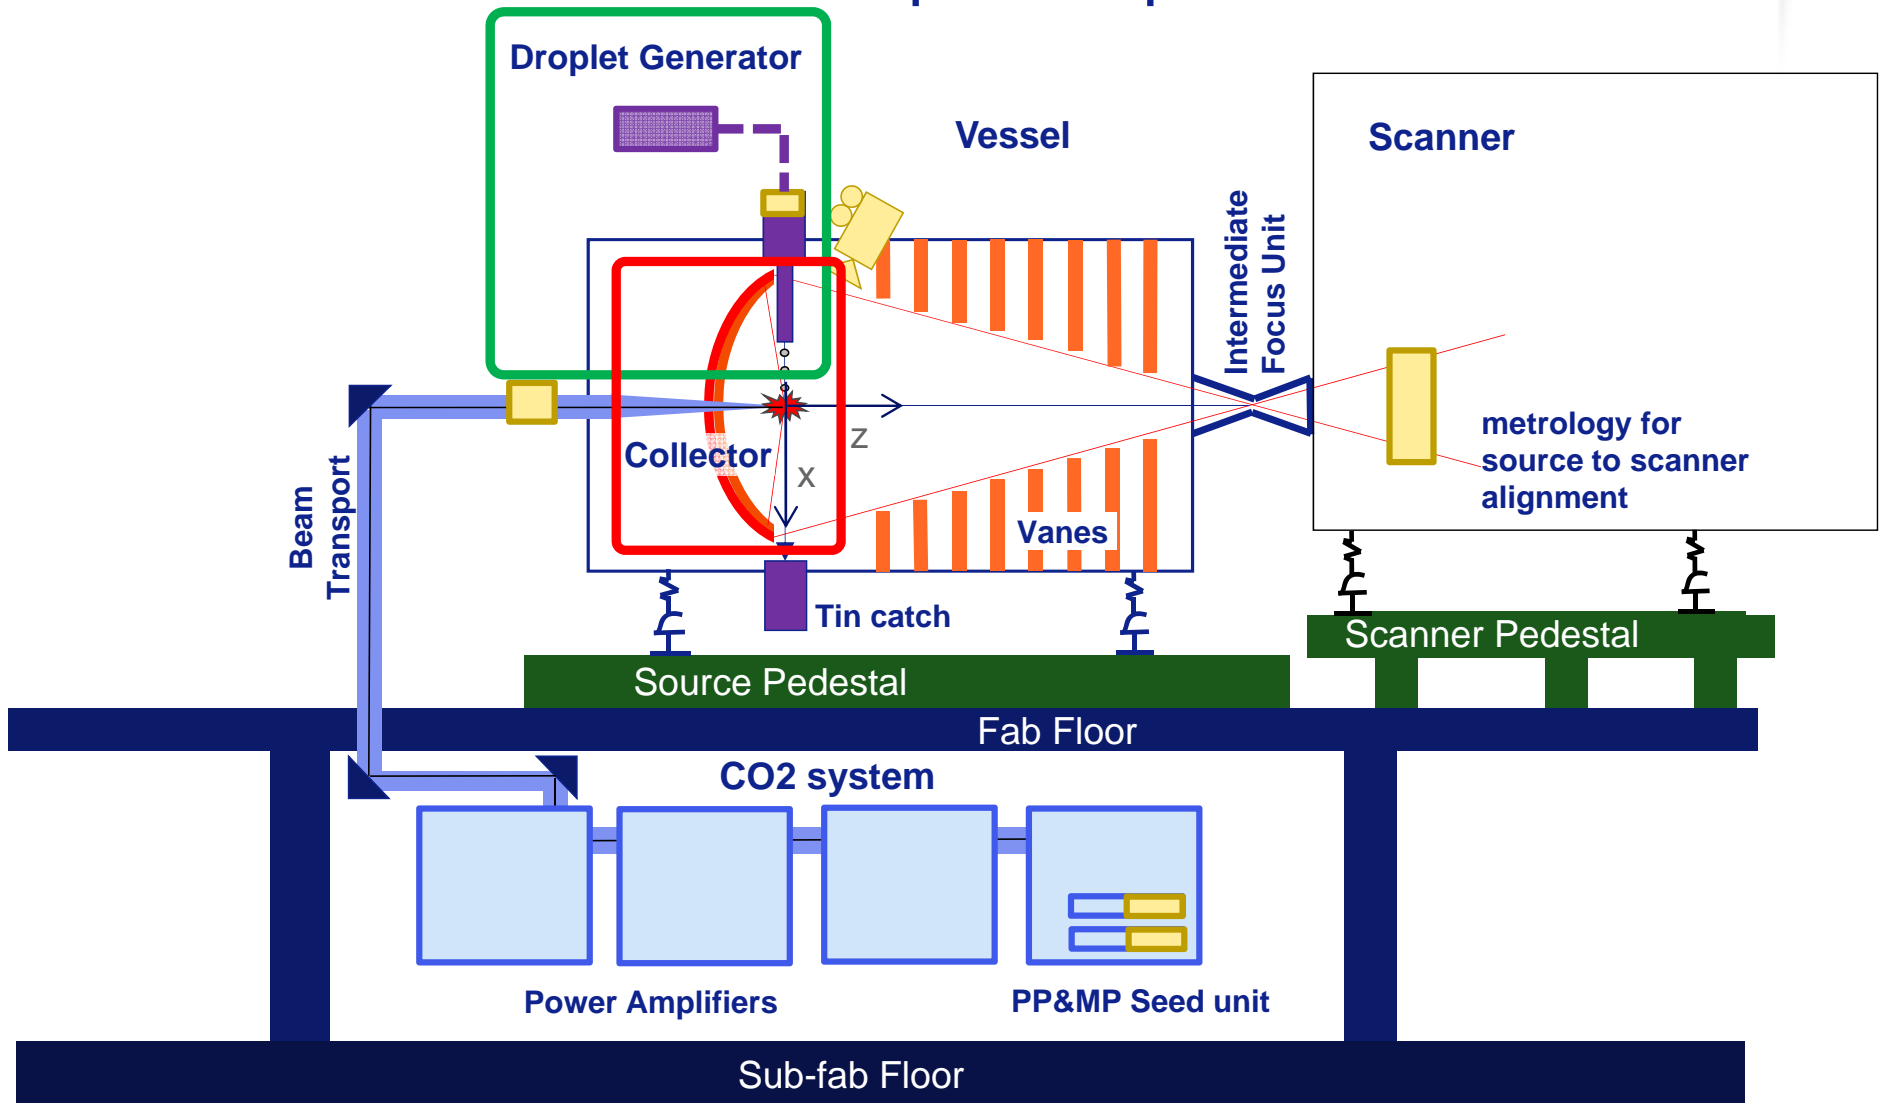 Droplet Generator
Vessel
Scanner
Intermediate
Focus Unit
metrology for
source to scanner
alignment
z
Collector
x
Beam
Transport
Vanes
Tin catch
Scanner Pedestal
Source Pedestal
Fab Floor
CO2 system
Power Amplifiers
PP&MP Seed unit
Sub-fab Floor